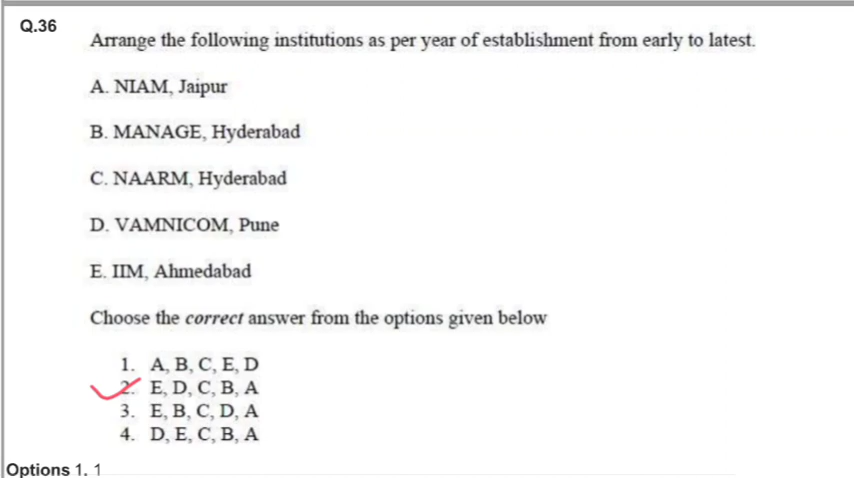 Q.36
Arrange the following institutions as per year of establishment from early to latest.
A. NIAM, Jaipur
B. MANAGE, Hyderabad
C. NAARM, Hyderabad
D. VAMNICOM, Pune
E. IIM, Ahmedabad
Choose the correct answer from the options given below
1. A, B, C, E, D
2. E, D, C, B, A
3. E, B, C, D, A
4. D, E, C, B, A
Options 1. 1